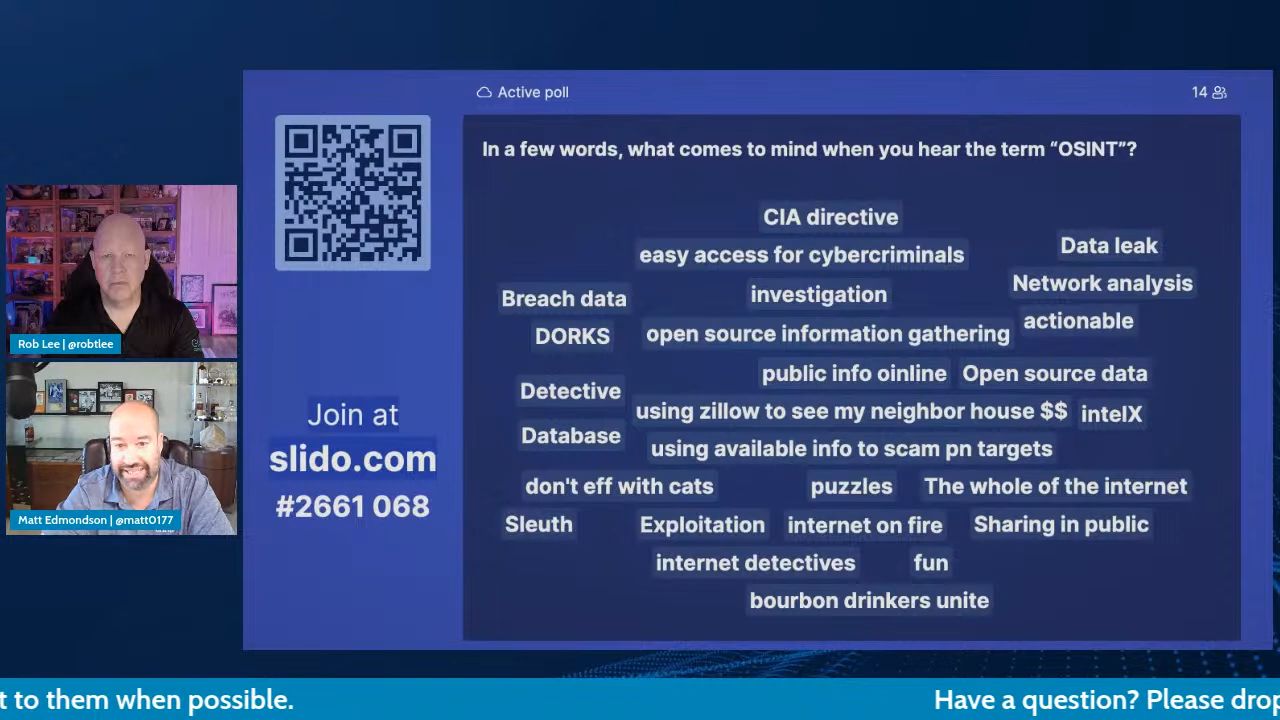 Active poll
14
In a few words, what comes to mind when you hear the term “OSINT”?
CIA directive
easy access for cybercriminals
Data leak
Breach data
investigation
Network analysis
DORKS
open source information gathering
actionable
public info oinline
Open source data
Detective
using zillow to see my neighbor house $$
intelX
Database
using available info to scam pn targets
don't eff with cats
puzzles
The whole of the internet
Sleuth
Exploitation
internet on fire
Sharing in public
internet detectives
fun
bourbon drinkers unite
Join at
slido.com
#2661 068
Rob Lee | @robtlee
Matt Edmondson | @matt0177
t to them when possible.
Have a question? Please drop